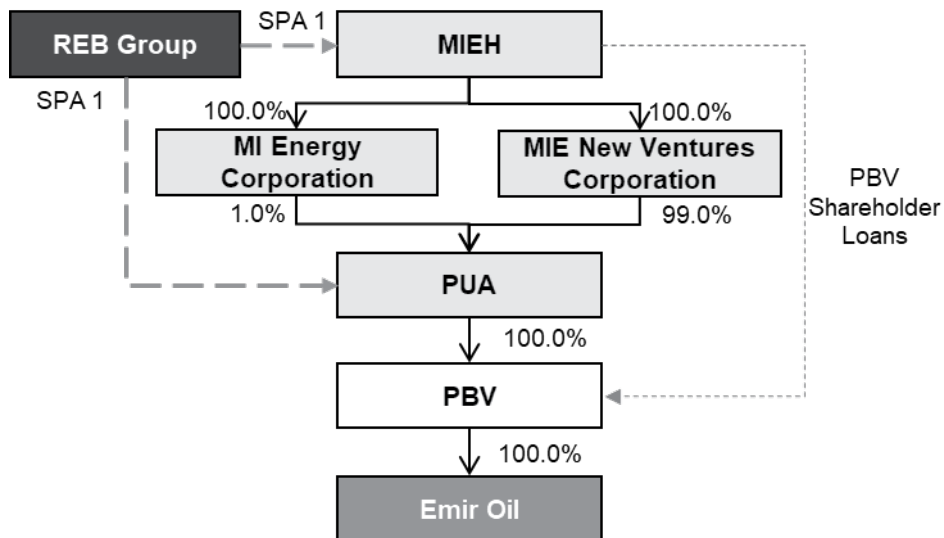 SPA 1
REB Group
MIEH
SPA 1
100.0%
100.0%
MI Energy
Corporation
MIE New Ventures
Corporation
PBV
Shareholder
Loans
1.0%
99.0%
PUA
100.0%
PBV
100.0%
Emir Oil